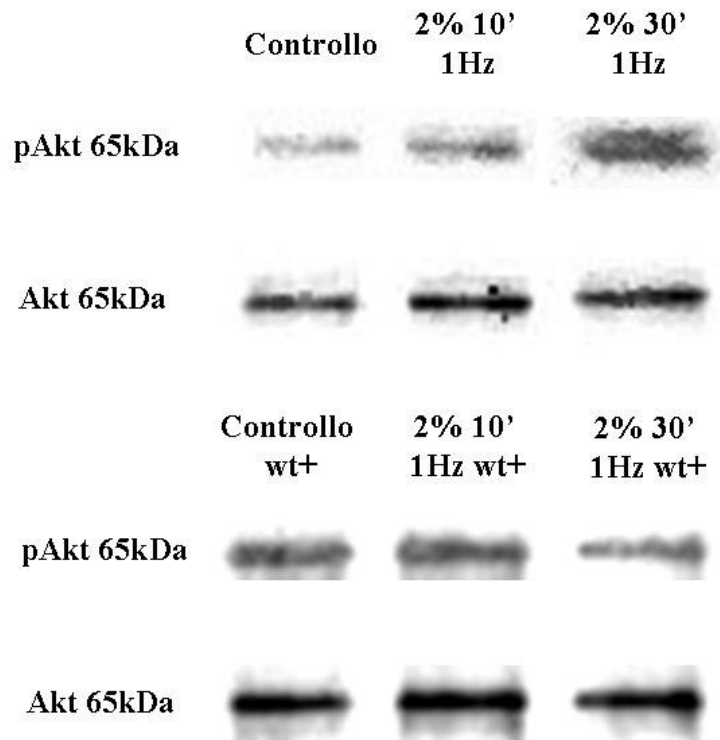 Controllo
2% 10’
1Hz
2% 30’
1Hz
pAkt 65kDa
Akt 65kDa
Controllo
wt+
2% 10’
1Hz wt+
2% 30’
1Hz wt+
pAkt 65kDa
Akt 65kDa